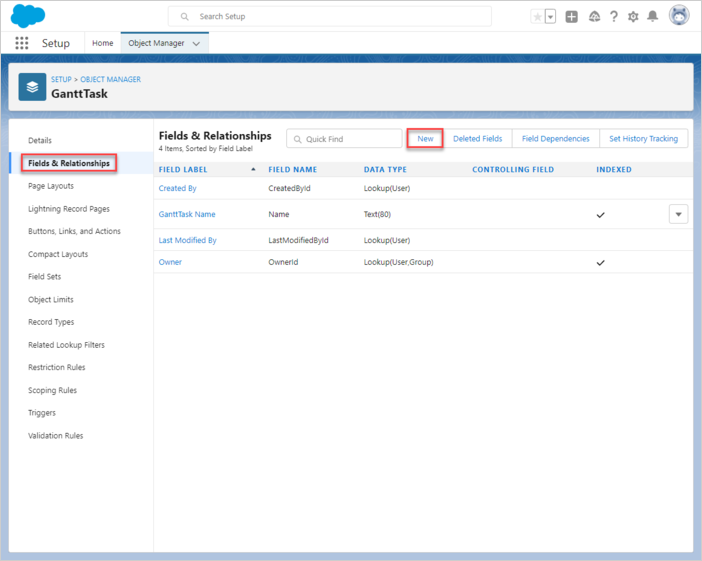 Search Setup
Setup Home Object Manager
SETUP > OBJECT MANAGER
GanttTask
Details
Fields & Relationships
Page Layouts
Lightning Record Pages
Buttons, Links, and Actions
Compact Layouts
Field Sets
Object Limits
Record Types
Related Lookup Filters
Restriction Rules
Scoping Rules
Triggers
Validation Rules
Fields & Relationships
4 Items, Sorted by Field Label
Quick Find New Deleted Fields Field Dependencies Set History Tracking
FIELD LABEL FIELD NAME DATA TYPE CONTROLLING FIELD INDEXED
Created By CreatedById Lookup(User)
GanttTask Name Name Text(80)
Last Modified By LastModifiedById Lookup(User)
Owner OwnerId Lookup(User,Group)